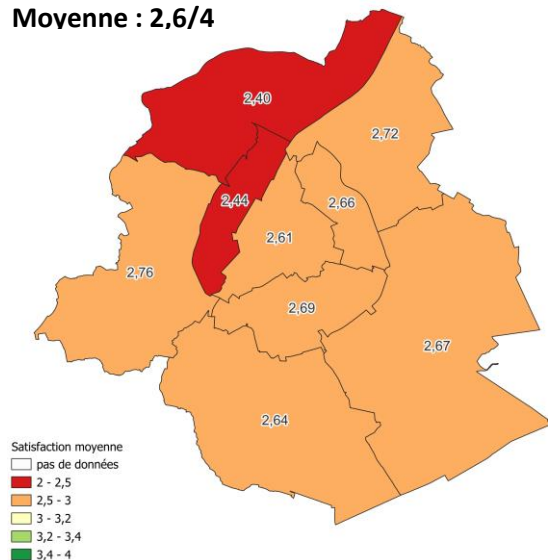 Moyenne : 2,6/4
2,40
2,72
2,44
2,66
2,61
2,76
2,69
2,67
2,64
Satisfaction moyenne
pas de données
2 - 2,5
2,5 - 3
3 - 3,2
3,2 - 3,4
3,4 - 4